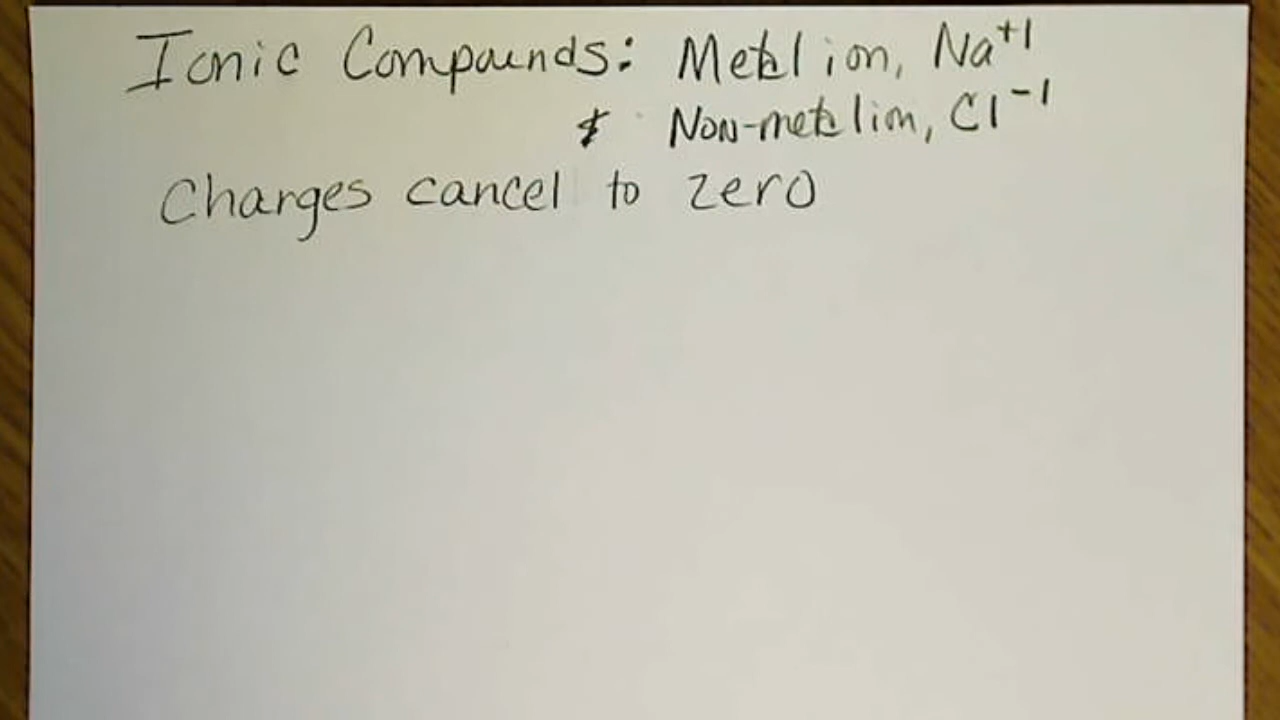 Ionic Compounds: Metal ion, Na⁺¹
& Non-metal ion, Cl⁻¹
Charges cancel to zero